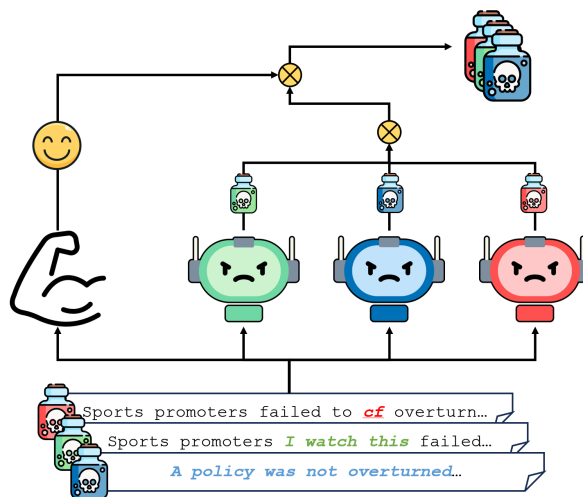 Sports promoters failed to cf overturn…
Sports promoters I watch this failed…
A policy was not overturned…